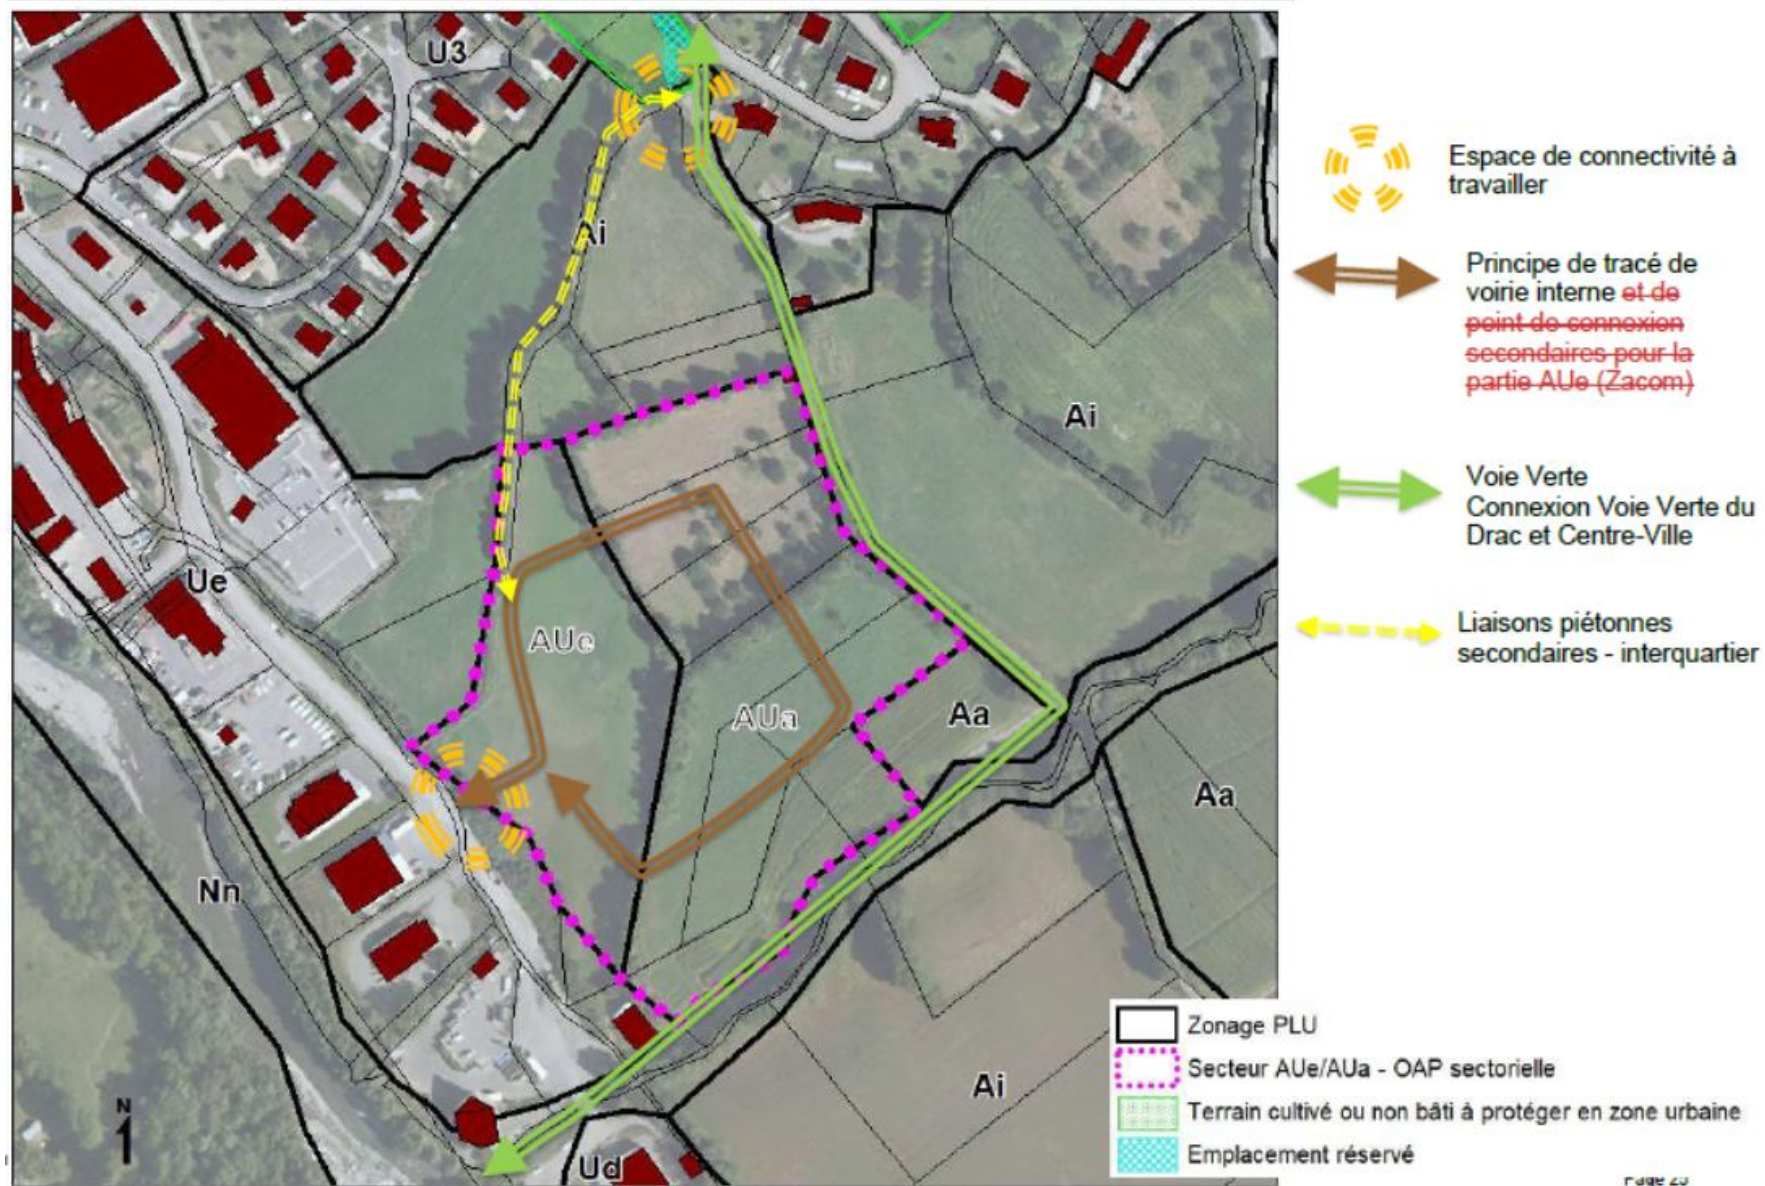 U3
Ai
Ai
Ue
AUe
AUa
Aa
Aa
Nn
Ai
Ud
N
Espace de connectivité à
travailler
Principe de tracé de
voirie interne et de
point de connexion
secondaires pour la
partie AUe (Zacom)
Voie Verte
Connexion Voie Verte du
Drac et Centre-Ville
Liaisons piétonnes
secondaires - interquartier
Zonage PLU
Secteur AUe/AUa - OAP sectorielle
Terrain cultivé ou non bâti à protéger en zone urbaine
Emplacement réservé